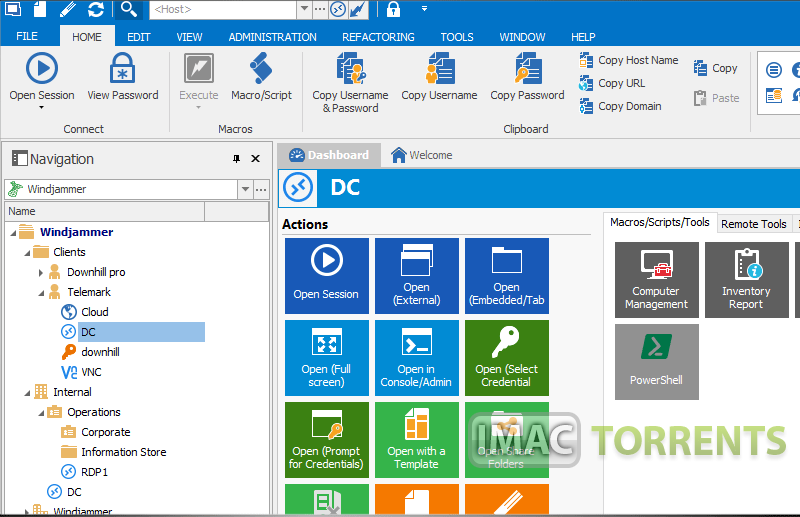 <Host>
FILE HOME EDIT VIEW ADMINISTRATION REFACTORING TOOLS WINDOW HELP
Open Session
View Password
Execute
Macro/Script
Copy Username
& Password
Copy Username
Copy Password
Copy Host Name
Copy URL
Copy Domain
Copy
Paste
Connect
Macros
Clipboard
Navigation
Windjammer
Name
Windjammer
Clients
Downhill pro
Telemark
Cloud
DC
downhill
VNC
Internal
Operations
Corporate
Information Store
RDP1
DC
Windjammer
Dashboard
Welcome
DC
Actions
Open Session
Open
(External)
Open
(Embedded/Tab
Open (Full
screen)
Open in
Console/Admin
Open (Select
Credential
Open (Prompt
for Credentials)
Open with a
Template
Open Share
Folders
Macros/Scripts/Tools
Remote Tools
Computer
Management
Inventory
Report
PowerShell
IMAC TORRENTS